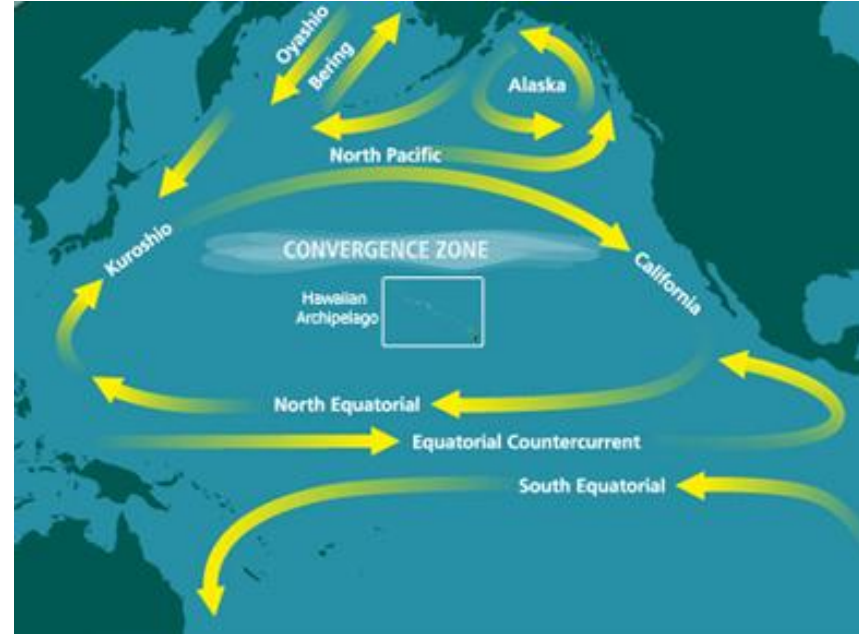 Oyashio
Bering
Alaska
North Pacific
Kuroshio
CONVERGENCE ZONE
California
Hawaiian
Archipelago
North Equatorial
Equatorial Countercurrent
South Equatorial